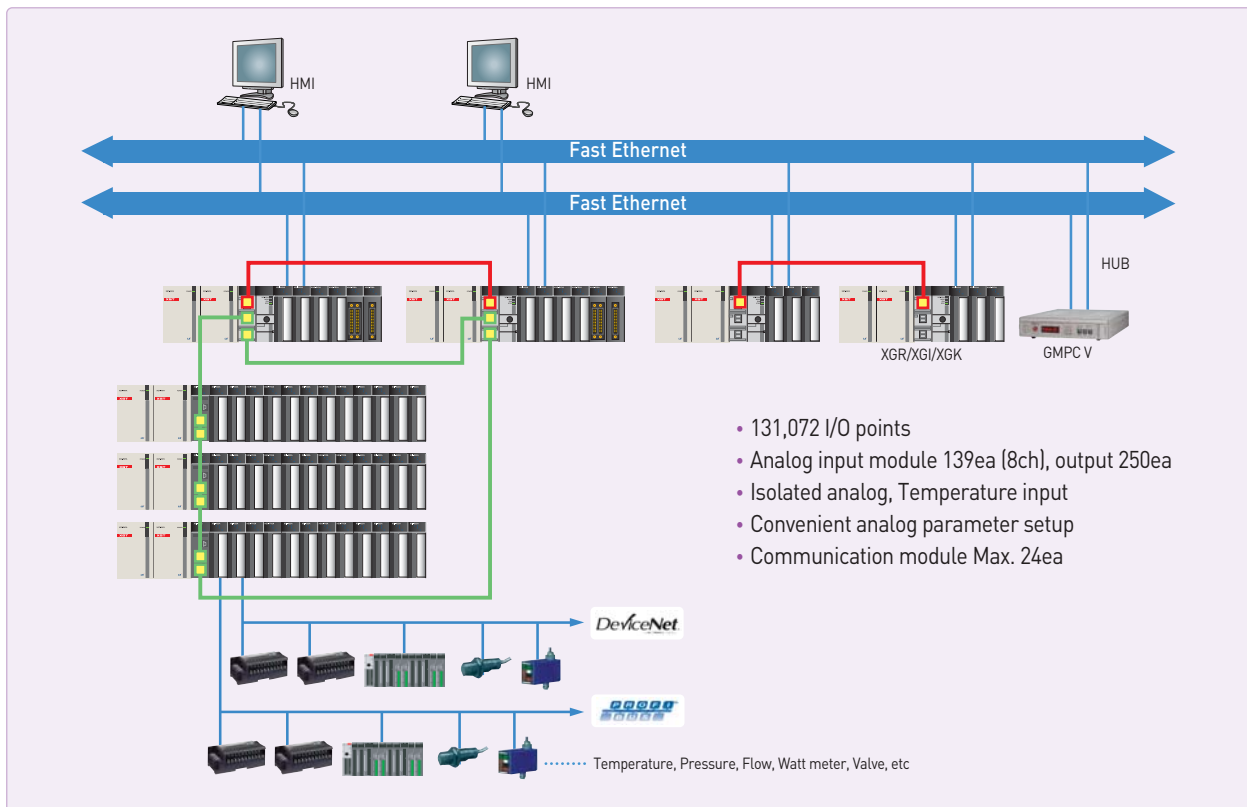 HMI
HMI
Fast Ethernet
Fast Ethernet
HUB
XGR/XGI/XGK
GMPC V
• 131,072 I/O points
• Analog input module 139ea (8ch), output 250ea
• Isolated analog, Temperature input
• Convenient analog parameter setup
• Communication module Max. 24ea
DeviceNet
PROFI
BUS
Temperature, Pressure, Flow, Watt meter, Valve, etc